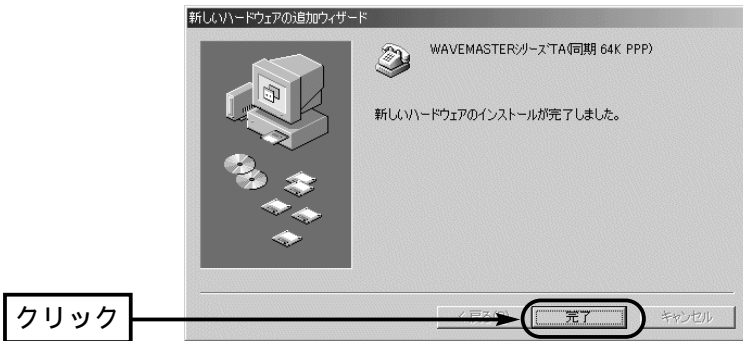 新しいハードウェアの追加ウィザード
WAVEMASTERシリーズTA(同期 64K PPP)
新しいハードウェアのインストールが完了しました。
クリック
< 戻る(B)
完了
キャンセル